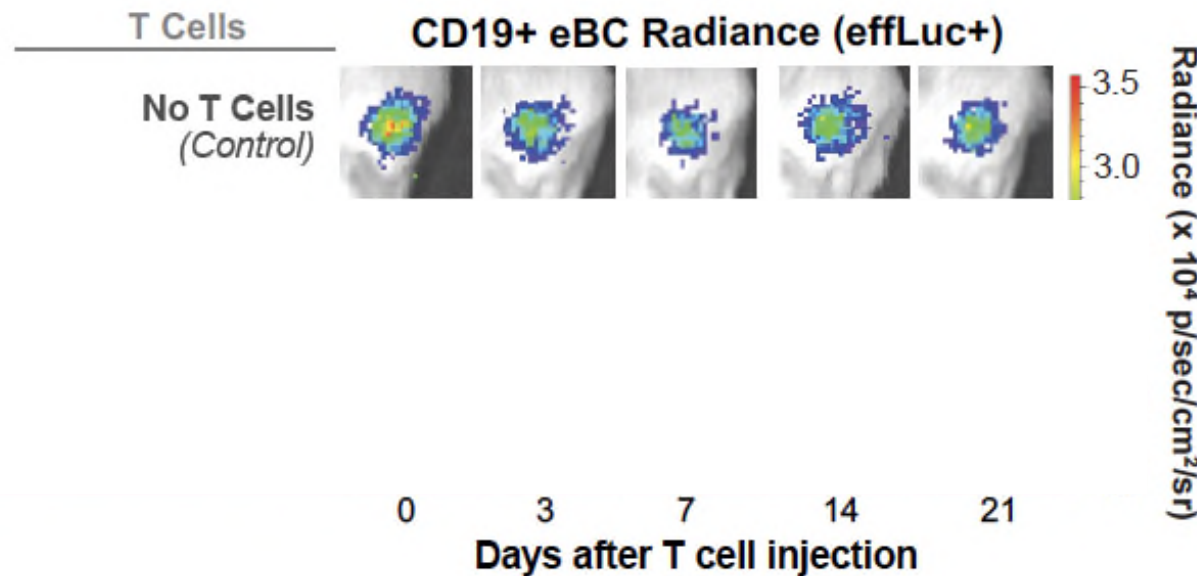 T Cells
CD19+ eBC Radiance (effLuc+)
No T Cells
(Control)
3.5
3.0
Radiance (x 10⁴ p/sec/cm²/sr)
0 3 7 14 21
Days after T cell injection